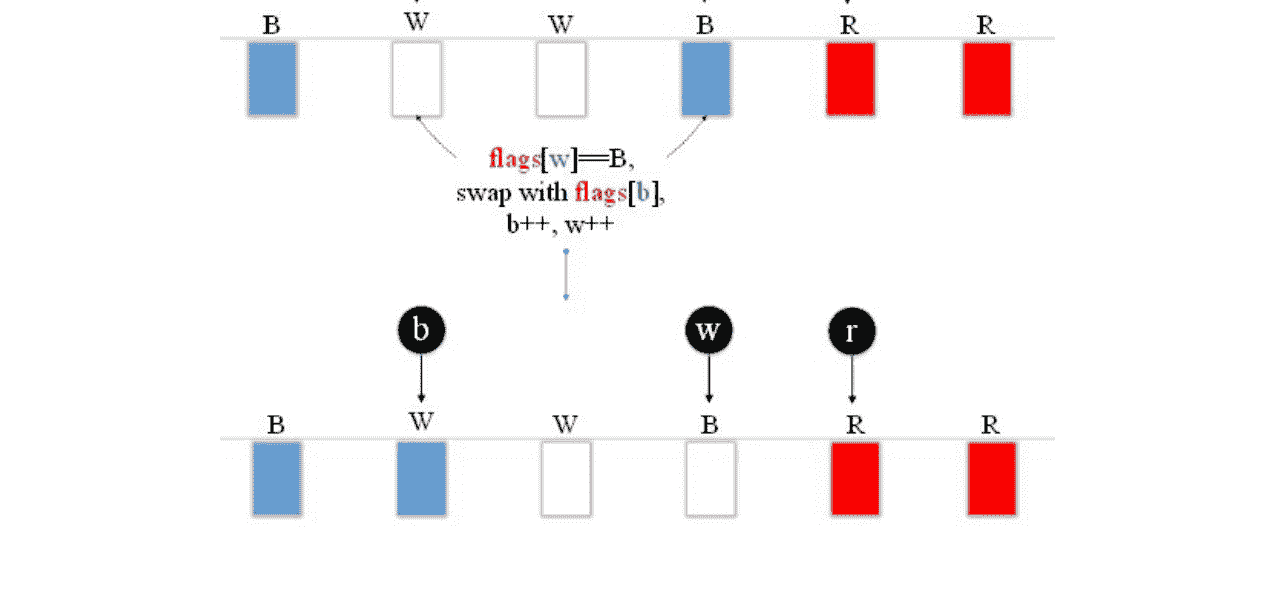 B W W B R R
flags[w]==B,
swap with flags[b],
b++, w++
b w r
B W W B R R